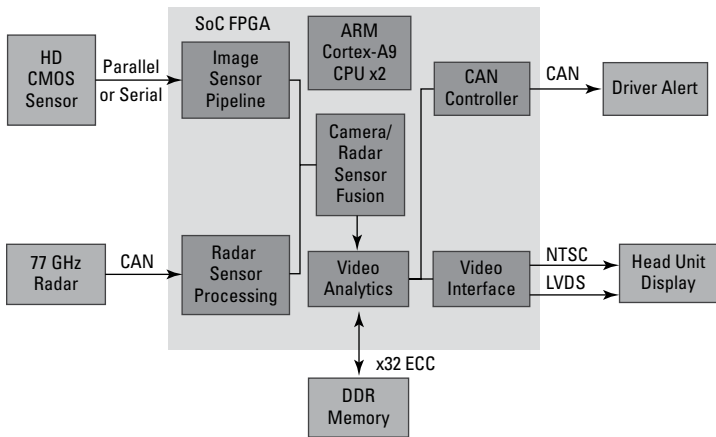 SoC FPGA
HD
CMOS
Sensor
Parallel
or Serial
Image
Sensor
Pipeline
ARM
Cortex-A9
CPU x2
CAN
Controller
CAN
Driver Alert
Camera/
Radar
Sensor
Fusion
77 GHz
Radar
CAN
Radar
Sensor
Processing
Video
Analytics
Video
Interface
NTSC
LVDS
Head Unit
Display
x32 ECC
DDR
Memory